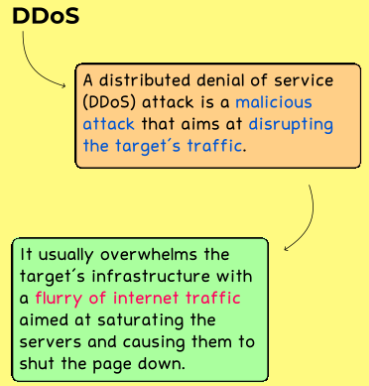 DDoS
A distributed denial of service
(DDoS) attack is a malicious
attack that aims at disrupting
the target´s traffic.
It usually overwhelms the
target´s infrastructure with
a flurry of internet traffic
aimed at saturating the
servers and causing them to
shut the page down.